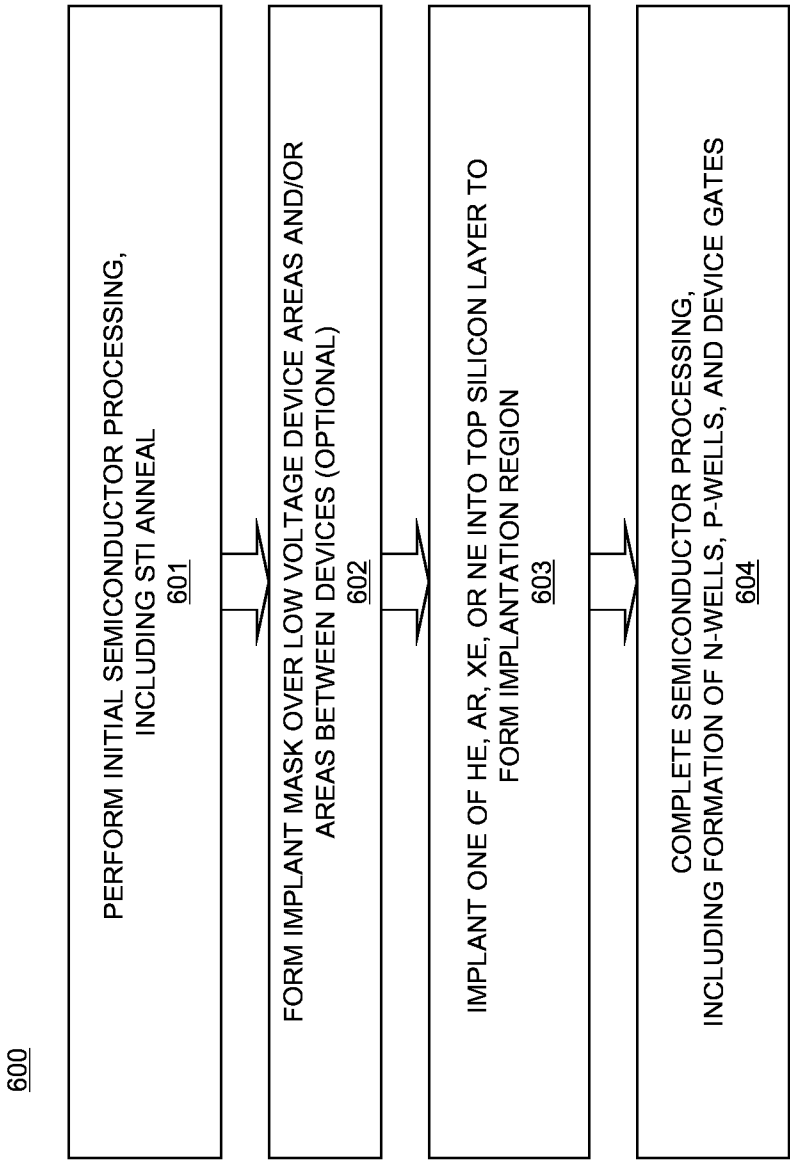 600
PERFORM INITIAL SEMICONDUCTOR PROCESSING,
INCLUDING STI ANNEAL
601
FORM IMPLANT MASK OVER LOW VOLTAGE DEVICE AREAS AND/OR
AREAS BETWEEN DEVICES (OPTIONAL)
602
IMPLANT ONE OF HE, AR, XE, OR NE INTO TOP SILICON LAYER TO
FORM IMPLANTATION REGION
603
COMPLETE SEMICONDUCTOR PROCESSING,
INCLUDING FORMATION OF N-WELLS, P-WELLS, AND DEVICE GATES
604